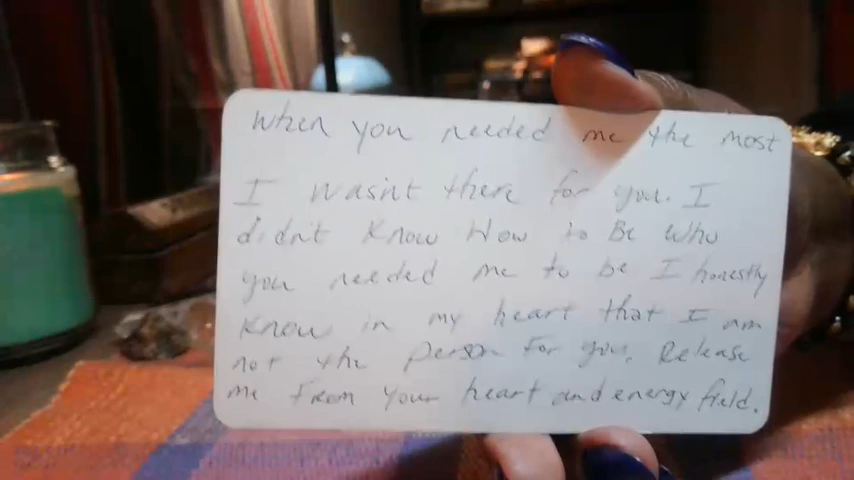 When you needed me the most
I wasn't there for you. I
didn't know How to Be who
you needed me to be I honestly
know in my heart that I am
not the person for you. Release
me from your heart and energy field.